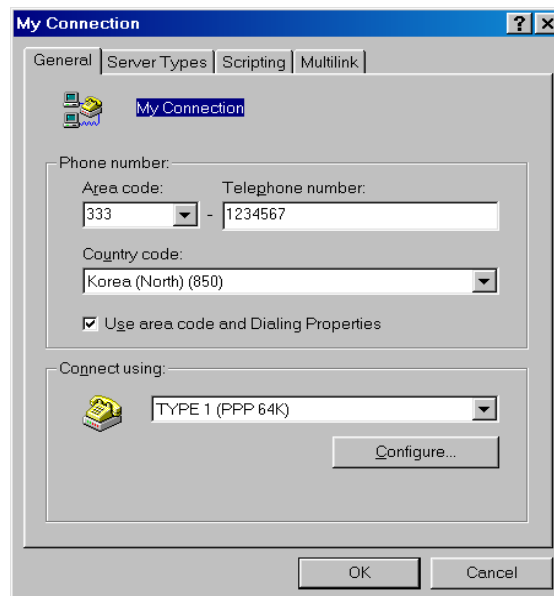 My Connection
General Server Types Scripting Multilink
My Connection
Phone number:
Area code: Telephone number:
333 - 1234567
Country code:
Korea (North) (850)
Use area code and Dialing Properties
Connect using:
TYPE 1 (PPP 64K)
Configure...
OK Cancel